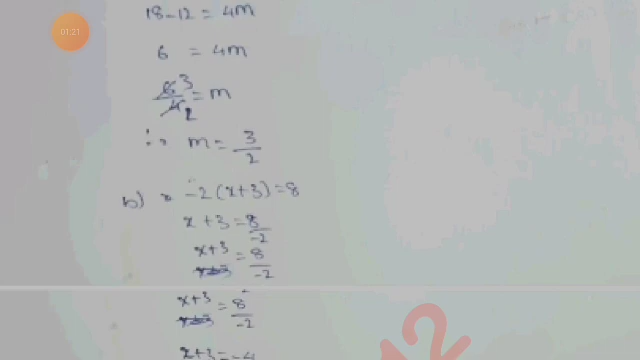 01:21
18-12 = 4m
6 = 4m
6 3
4 2 = m
∴ m = 3/2
b) -2(x+3) = 8
x+3 = 8/-2
x+3 = 8/-2
x+3 = 8/-2
x+3 = -4
12